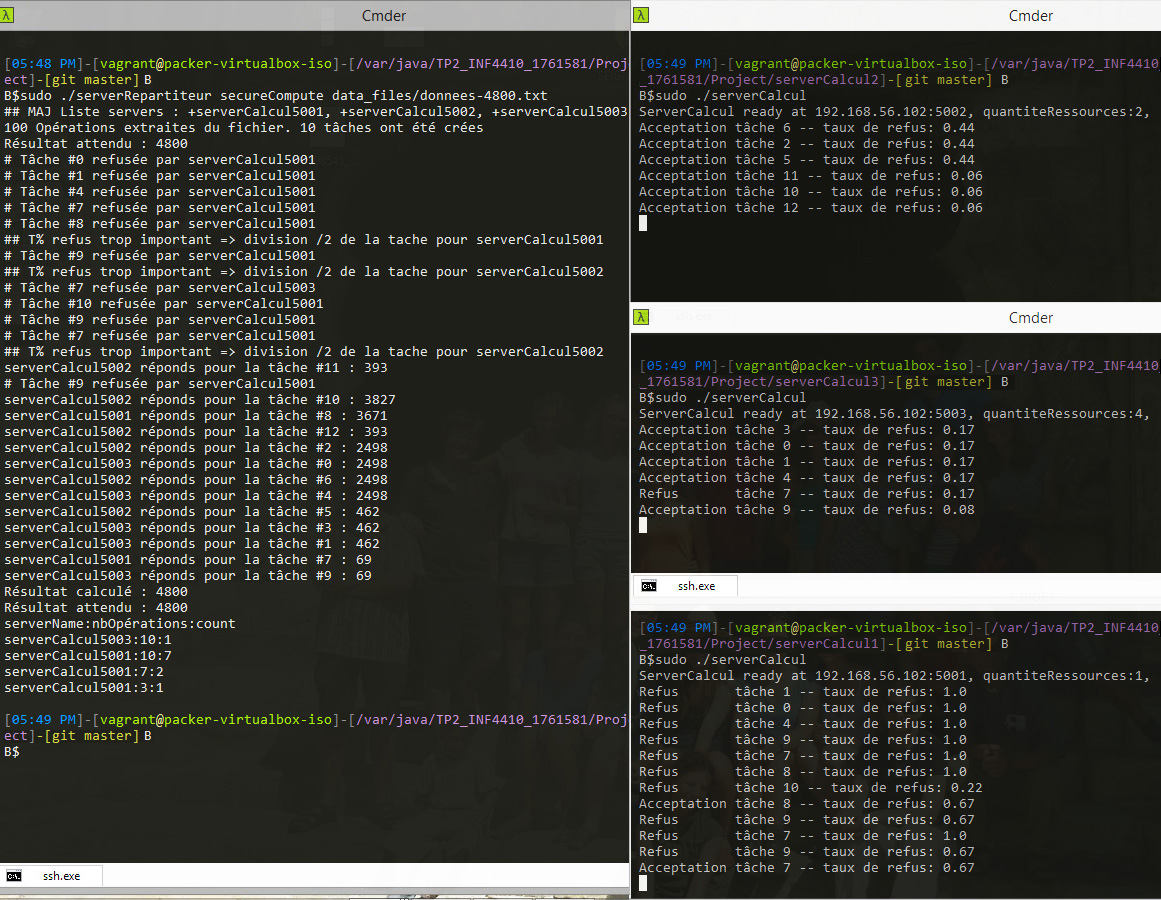 λ
Cmder
[05:48 PM]-[vagrant@packer-virtualbox-iso]-[/var/java/TP2_INF4410_1761581/Proj
ect]-[git master] B
B$sudo ./serverRepartiteur secureCompute data_files/donnees-4800.txt
## MAJ Liste servers : +serverCalcul5001, +serverCalcul5002, +serverCalcul5003
100 Opérations extraites du fichier. 10 tâches ont été crées
Résultat attendu : 4800
# Tâche #0 refusée par serverCalcul5001
# Tâche #1 refusée par serverCalcul5001
# Tâche #4 refusée par serverCalcul5001
# Tâche #7 refusée par serverCalcul5001
# Tâche #8 refusée par serverCalcul5001
## T% refus trop important => division /2 de la tache pour serverCalcul5001
# Tâche #9 refusée par serverCalcul5001
## T% refus trop important => division /2 de la tache pour serverCalcul5002
# Tâche #7 refusée par serverCalcul5003
# Tâche #10 refusée par serverCalcul5001
# Tâche #9 refusée par serverCalcul5001
# Tâche #7 refusée par serverCalcul5001
## T% refus trop important => division /2 de la tache pour serverCalcul5002
serverCalcul5002 réponds pour la tâche #11 : 393
# Tâche #9 refusée par serverCalcul5001
serverCalcul5002 réponds pour la tâche #10 : 3827
serverCalcul5001 réponds pour la tâche #8 : 3671
serverCalcul5002 réponds pour la tâche #12 : 393
serverCalcul5002 réponds pour la tâche #2 : 2498
serverCalcul5003 réponds pour la tâche #0 : 2498
serverCalcul5002 réponds pour la tâche #6 : 2498
serverCalcul5003 réponds pour la tâche #4 : 2498
serverCalcul5002 réponds pour la tâche #5 : 462
serverCalcul5003 réponds pour la tâche #3 : 462
serverCalcul5003 réponds pour la tâche #1 : 462
serverCalcul5001 réponds pour la tâche #7 : 69
serverCalcul5003 réponds pour la tâche #9 : 69
Résultat calculé : 4800
Résultat attendu : 4800
serverName:nbOpérations:count
serverCalcul5003:10:1
serverCalcul5001:10:7
serverCalcul5001:7:2
serverCalcul5001:3:1
[05:49 PM]-[vagrant@packer-virtualbox-iso]-[/var/java/TP2_INF4410_1761581/Proj
ect]-[git master] B
B$
ssh.exe
λ
Cmder
[05:49 PM]-[vagrant@packer-virtualbox-iso]-[/var/java/TP2_INF4410
_1761581/Project/serverCalcul2]-[git master] B
B$sudo ./serverCalcul
ServerCalcul ready at 192.168.56.102:5002, quantiteRessources:2,
Acceptation tâche 6 -- taux de refus: 0.44
Acceptation tâche 2 -- taux de refus: 0.44
Acceptation tâche 5 -- taux de refus: 0.44
Acceptation tâche 11 -- taux de refus: 0.06
Acceptation tâche 10 -- taux de refus: 0.06
Acceptation tâche 12 -- taux de refus: 0.06
λ
Cmder
[05:49 PM]-[vagrant@packer-virtualbox-iso]-[/var/java/TP2_INF4410
_1761581/Project/serverCalcul3]-[git master] B
B$sudo ./serverCalcul
ServerCalcul ready at 192.168.56.102:5003, quantiteRessources:4,
Acceptation tâche 3 -- taux de refus: 0.17
Acceptation tâche 0 -- taux de refus: 0.17
Acceptation tâche 1 -- taux de refus: 0.17
Acceptation tâche 4 -- taux de refus: 0.17
Refus tâche 7 -- taux de refus: 0.17
Acceptation tâche 9 -- taux de refus: 0.08
ssh.exe
[05:49 PM]-[vagrant@packer-virtualbox-iso]-[/var/java/TP2_INF4410
_1761581/Project/serverCalcul1]-[git master] B
B$sudo ./serverCalcul
ServerCalcul ready at 192.168.56.102:5001, quantiteRessources:1,
Refus tâche 1 -- taux de refus: 1.0
Refus tâche 0 -- taux de refus: 1.0
Refus tâche 4 -- taux de refus: 1.0
Refus tâche 9 -- taux de refus: 1.0
Refus tâche 7 -- taux de refus: 1.0
Refus tâche 8 -- taux de refus: 1.0
Refus tâche 10 -- taux de refus: 0.22
Acceptation tâche 8 -- taux de refus: 0.67
Refus tâche 9 -- taux de refus: 0.67
Refus tâche 7 -- taux de refus: 1.0
Refus tâche 9 -- taux de refus: 0.67
Acceptation tâche 7 -- taux de refus: 0.67